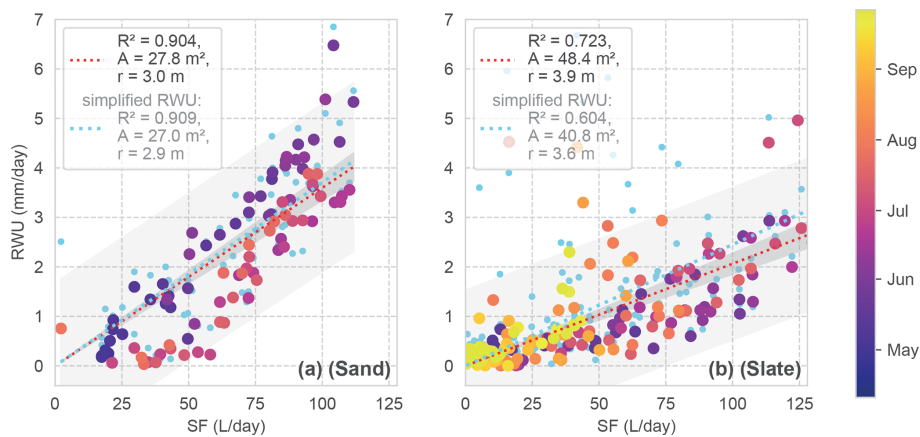 R² = 0.904,
A = 27.8 m²,
r = 3.0 m
simplified RWU:
R² = 0.909,
A = 27.0 m²,
r = 2.9 m
7
6
5
4
3
2
1
0
RWU (mm/day)
0 25 50 75 100 125
SF (L/day)
(a) (Sand)
R² = 0.723,
A = 48.4 m²,
r = 3.9 m
simplified RWU:
R² = 0.604,
A = 40.8 m²,
r = 3.6 m
7
6
5
4
3
2
1
0
0 25 50 75 100 125
SF (L/day)
(b) (Slate)
Sep
Aug
Jul
Jun
May